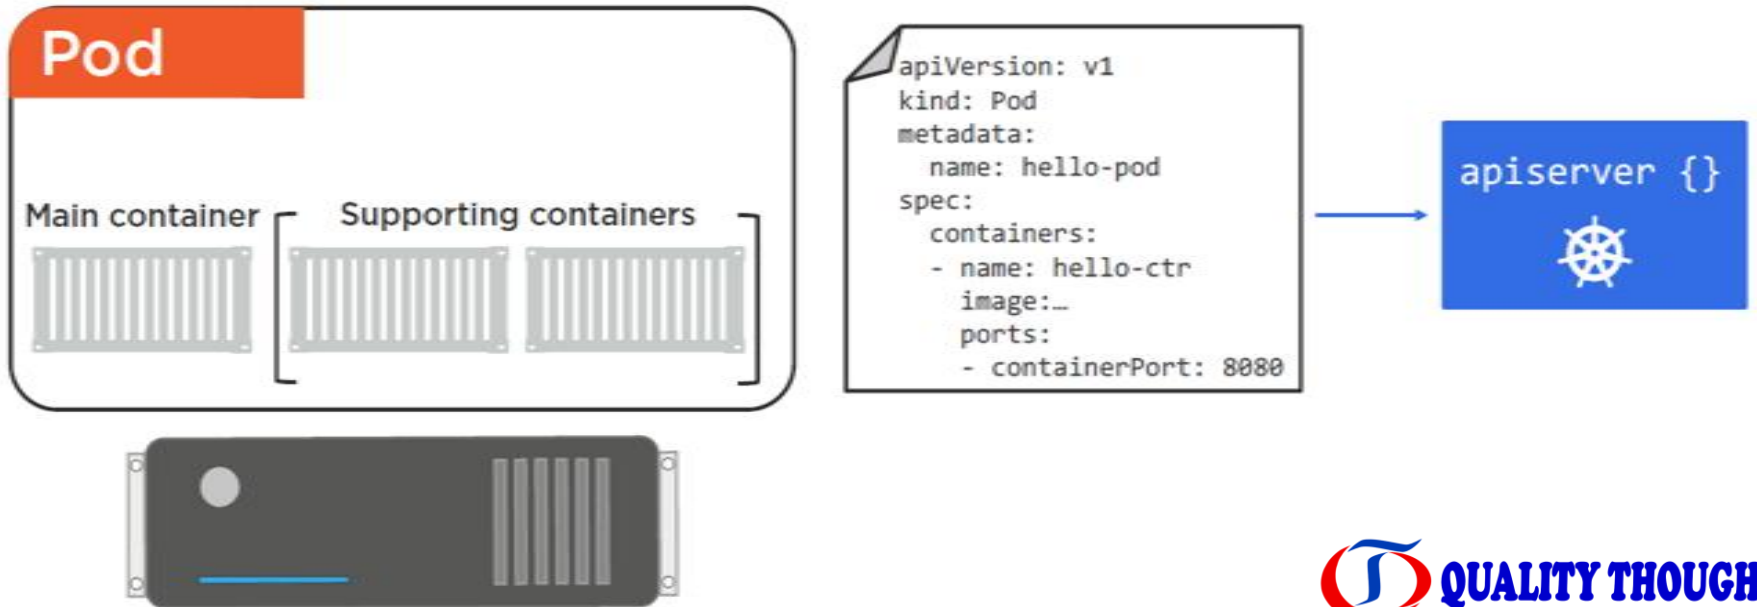 Pod
Main container
Supporting containers
apiVersion: v1
kind: Pod
metadata:
  name: hello-pod
spec:
  containers:
  - name: hello-ctr
    image:…
    ports:
    - containerPort: 8080
apiserver {}
QUALITY THOUGH